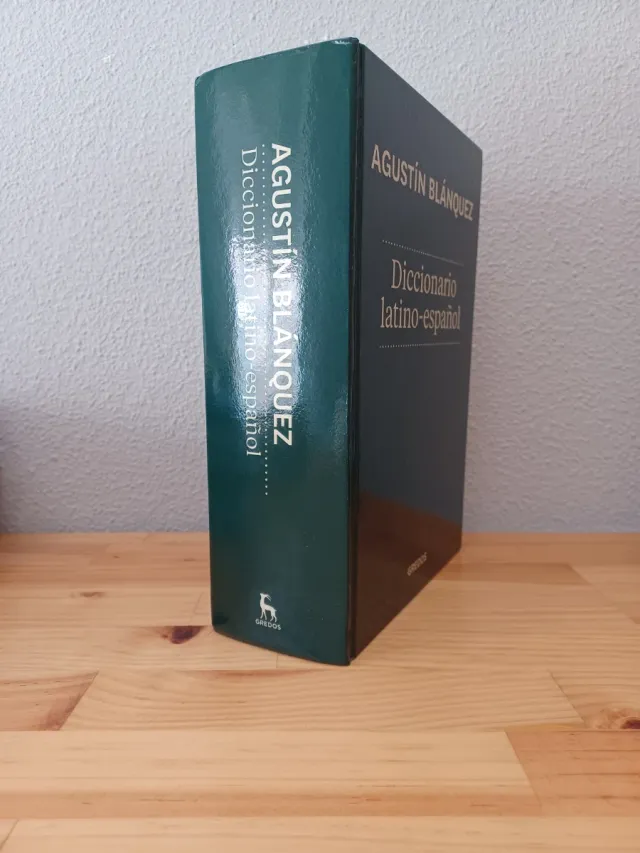 AGUSTÍN BLÁNQUEZ
Diccionario latino-español
GREDOS
AGUSTÍN BLÁNQUEZ
Diccionario
latino-español
GREDOS